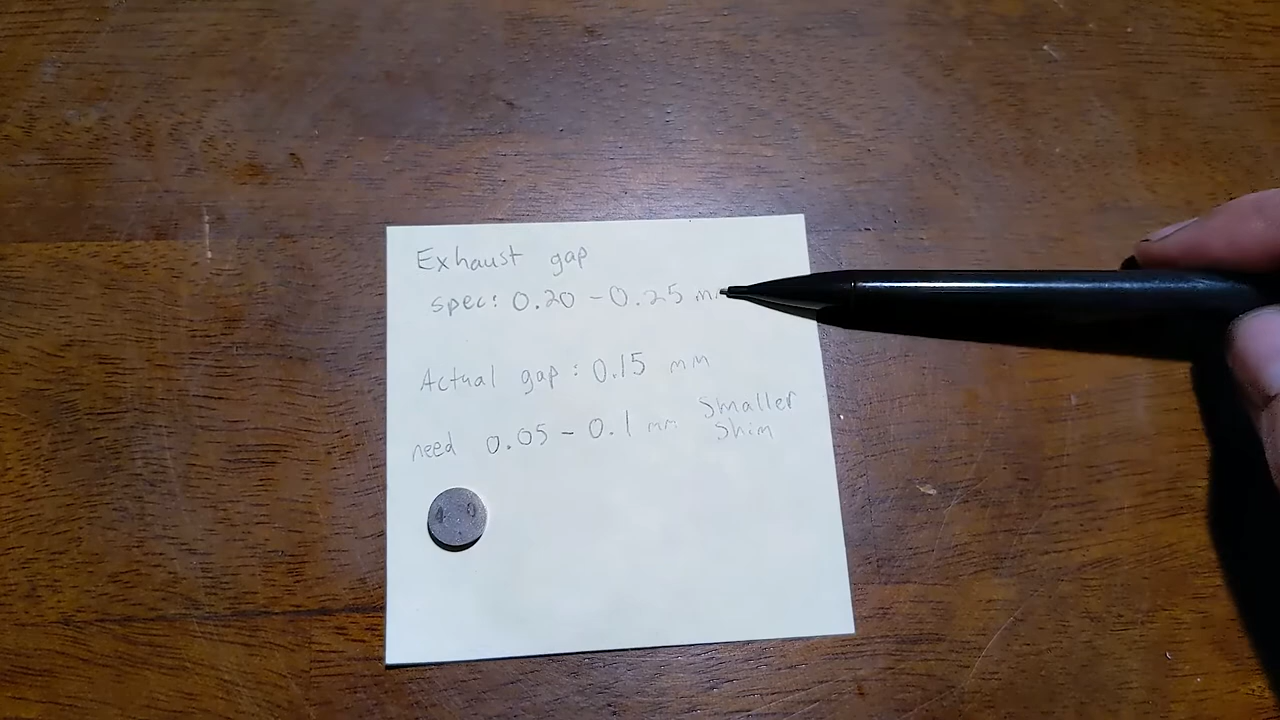 Exhaust gap
spec: 0.20 - 0.25
Actual gap: 0.15 mm
need 0.05 - 0.1 mm Smaller
Shim